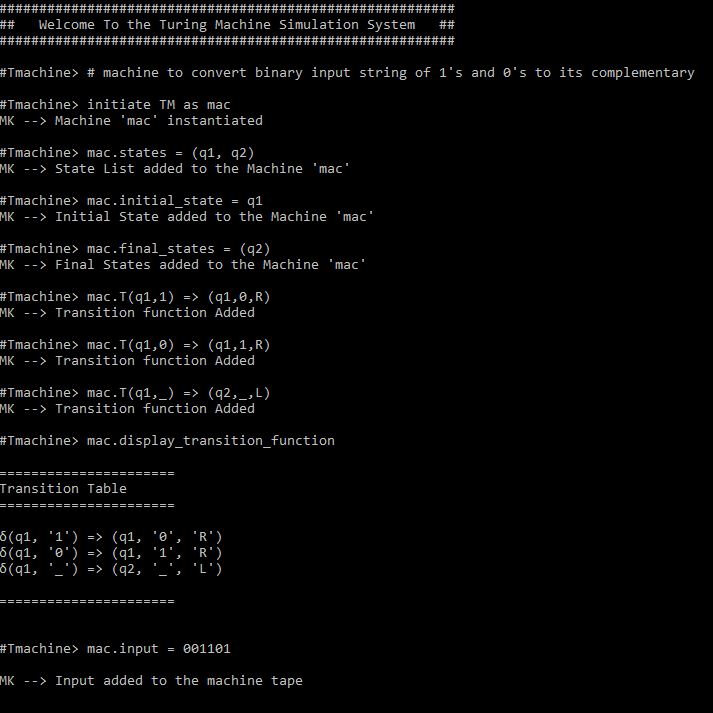 #########################################################
##   Welcome To the Turing Machine Simulation System   ##
#########################################################
#Tmachine> # machine to convert binary input string of 1's and 0's to its complementary
#Tmachine> initiate TM as mac
MK --> Machine 'mac' instantiated
#Tmachine> mac.states = (q1, q2)
MK --> State List added to the Machine 'mac'
#Tmachine> mac.initial_state = q1
MK --> Initial State added to the Machine 'mac'
#Tmachine> mac.final_states = (q2)
MK --> Final States added to the Machine 'mac'
#Tmachine> mac.T(q1,1) => (q1,0,R)
MK --> Transition function Added
#Tmachine> mac.T(q1,0) => (q1,1,R)
MK --> Transition function Added
#Tmachine> mac.T(q1,_) => (q2,_,L)
MK --> Transition function Added
#Tmachine> mac.display_transition_function
======================
Transition Table
======================
δ(q1, '1') => (q1, '0', 'R')
δ(q1, '0') => (q1, '1', 'R')
δ(q1, '_') => (q2, '_', 'L')
======================
#Tmachine> mac.input = 001101
MK --> Input added to the machine tape